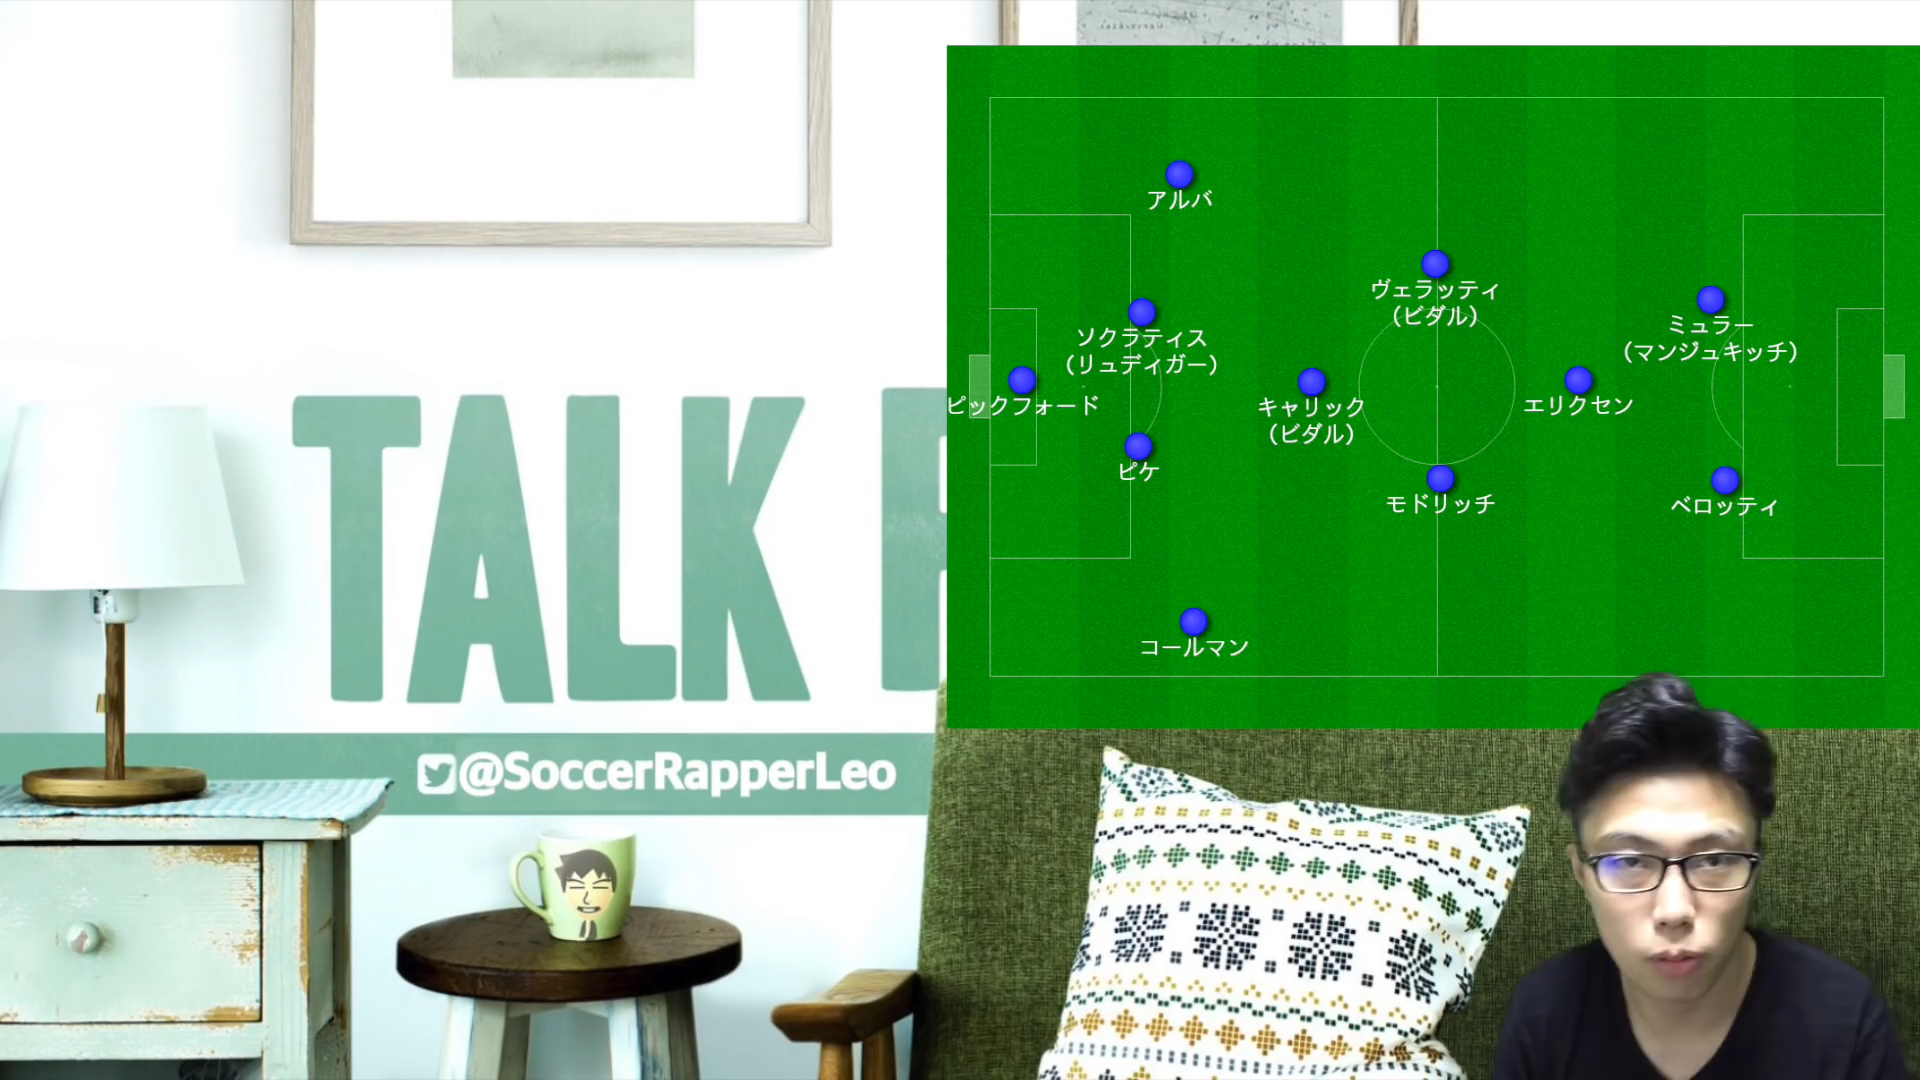 アルバ
ヴェラッティ
（ビダル）
ミュラー
（マンジュキッチ）
ソクラティス
（リュディガー）
ピックフォード
キャリック
（ビダル）
エリクセン
ピケ
モドリッチ
ベロッティ
コールマン
TALK
@SoccerRapperLeo